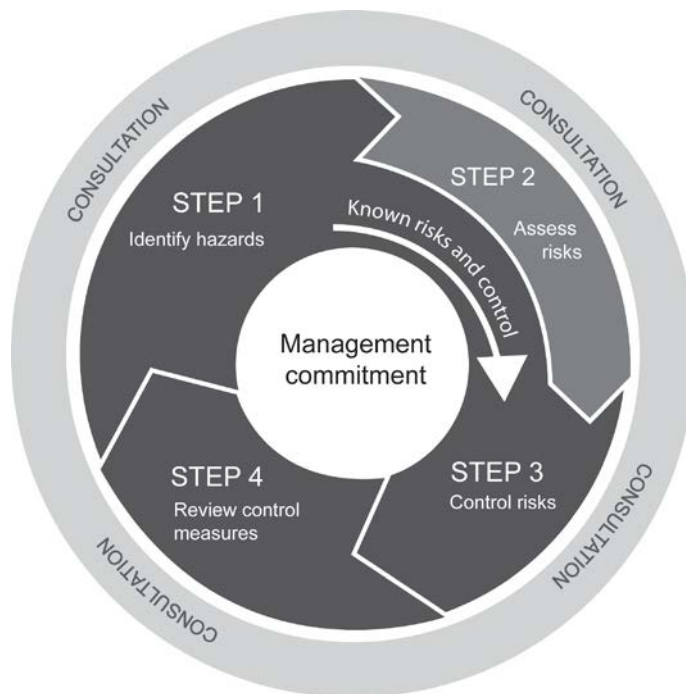 CONSULTATION
CONSULTATION
STEP 1
Identify hazards
STEP 2
Assess
risks
Known risks and control
Management
commitment
STEP 4
Review control
measures
STEP 3
Control risks
CONSULTATION
CONSULTATION